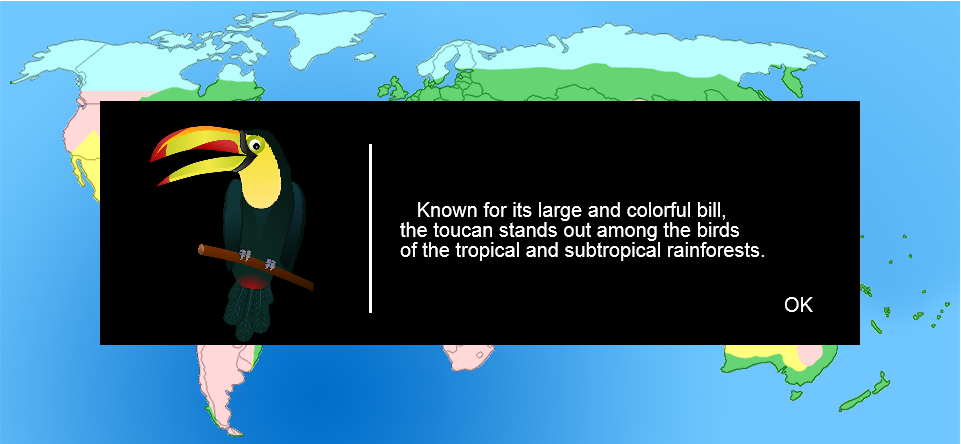 Known for its large and colorful bill,
the toucan stands out among the birds
of the tropical and subtropical rainforests.
OK